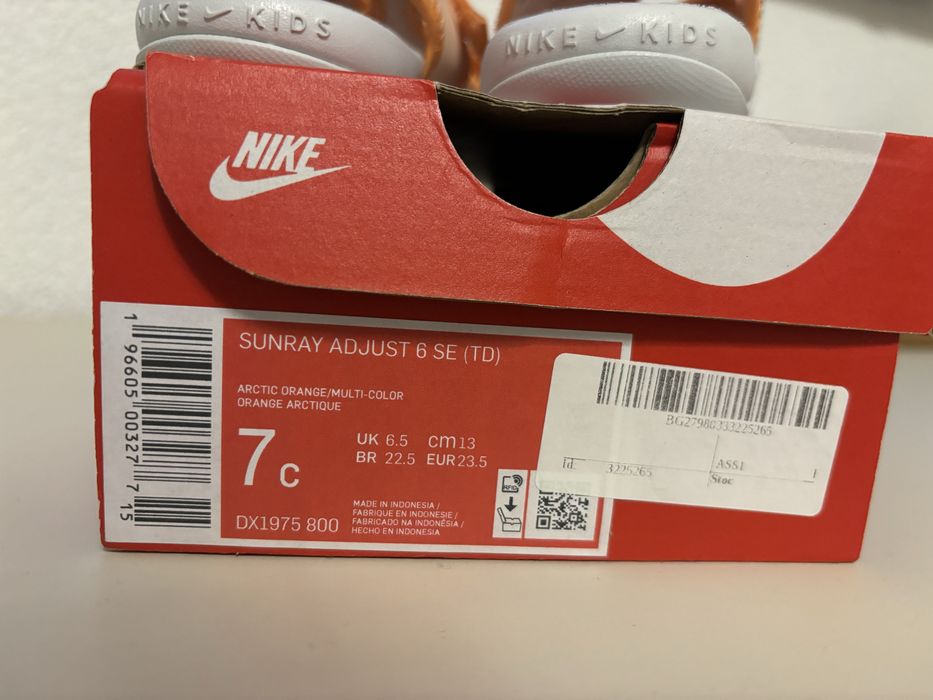 NIKE KIDS
NIKE KIDS
NIKE
SUNRAY ADJUST 6 SE (TD)
ARCTIC ORANGE/MULTI-COLOR
ORANGE ARCTIQUE
7C
UK 6.5 cm 13
BR 22.5 EUR 23.5
MADE IN INDONESIA /
FABRIQUE EN INDONESIE /
FABRICADO NA INDONÉSIA /
HECHO EN INDONESIA
DX1975 800
1 96605 00327 7 15
RFID
BG27980333225265
ASS1
Id: 3225265
Stoc